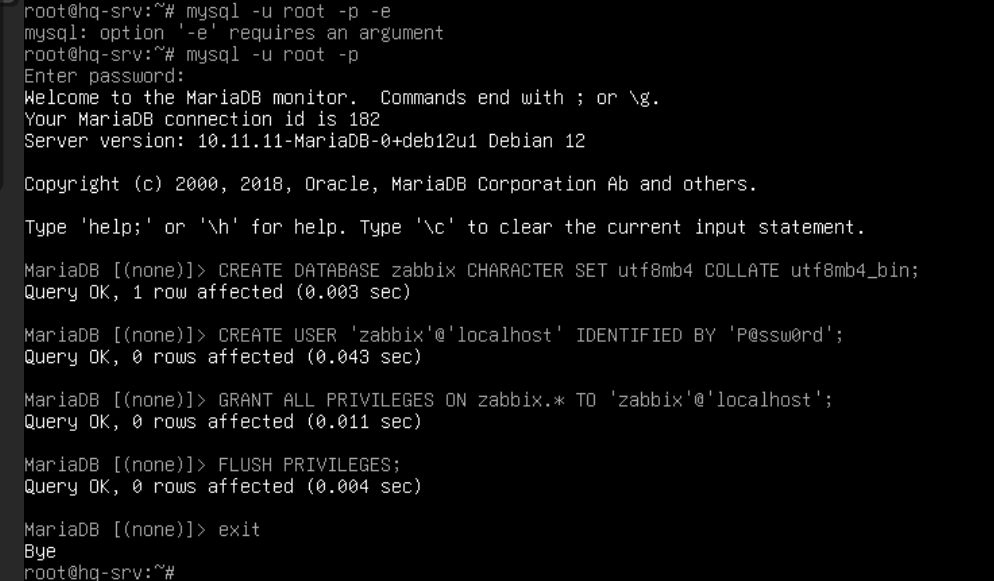 root@hq-srv:~# mysql -u root -p -e
mysql: option '-e' requires an argument
root@hq-srv:~# mysql -u root -p
Enter password:
Welcome to the MariaDB monitor.  Commands end with ; or \g.
Your MariaDB connection id is 182
Server version: 10.11.11-MariaDB-0+deb12u1 Debian 12
Copyright (c) 2000, 2018, Oracle, MariaDB Corporation Ab and others.
Type 'help;' or '\h' for help. Type '\c' to clear the current input statement.
MariaDB [(none)]> CREATE DATABASE zabbix CHARACTER SET utf8mb4 COLLATE utf8mb4_bin;
Query OK, 1 row affected (0.003 sec)
MariaDB [(none)]> CREATE USER 'zabbix'@'localhost' IDENTIFIED BY 'P@ssw0rd';
Query OK, 0 rows affected (0.043 sec)
MariaDB [(none)]> GRANT ALL PRIVILEGES ON zabbix.* TO 'zabbix'@'localhost';
Query OK, 0 rows affected (0.011 sec)
MariaDB [(none)]> FLUSH PRIVILEGES;
Query OK, 0 rows affected (0.004 sec)
MariaDB [(none)]> exit
Bye
root@hq-srv:~#